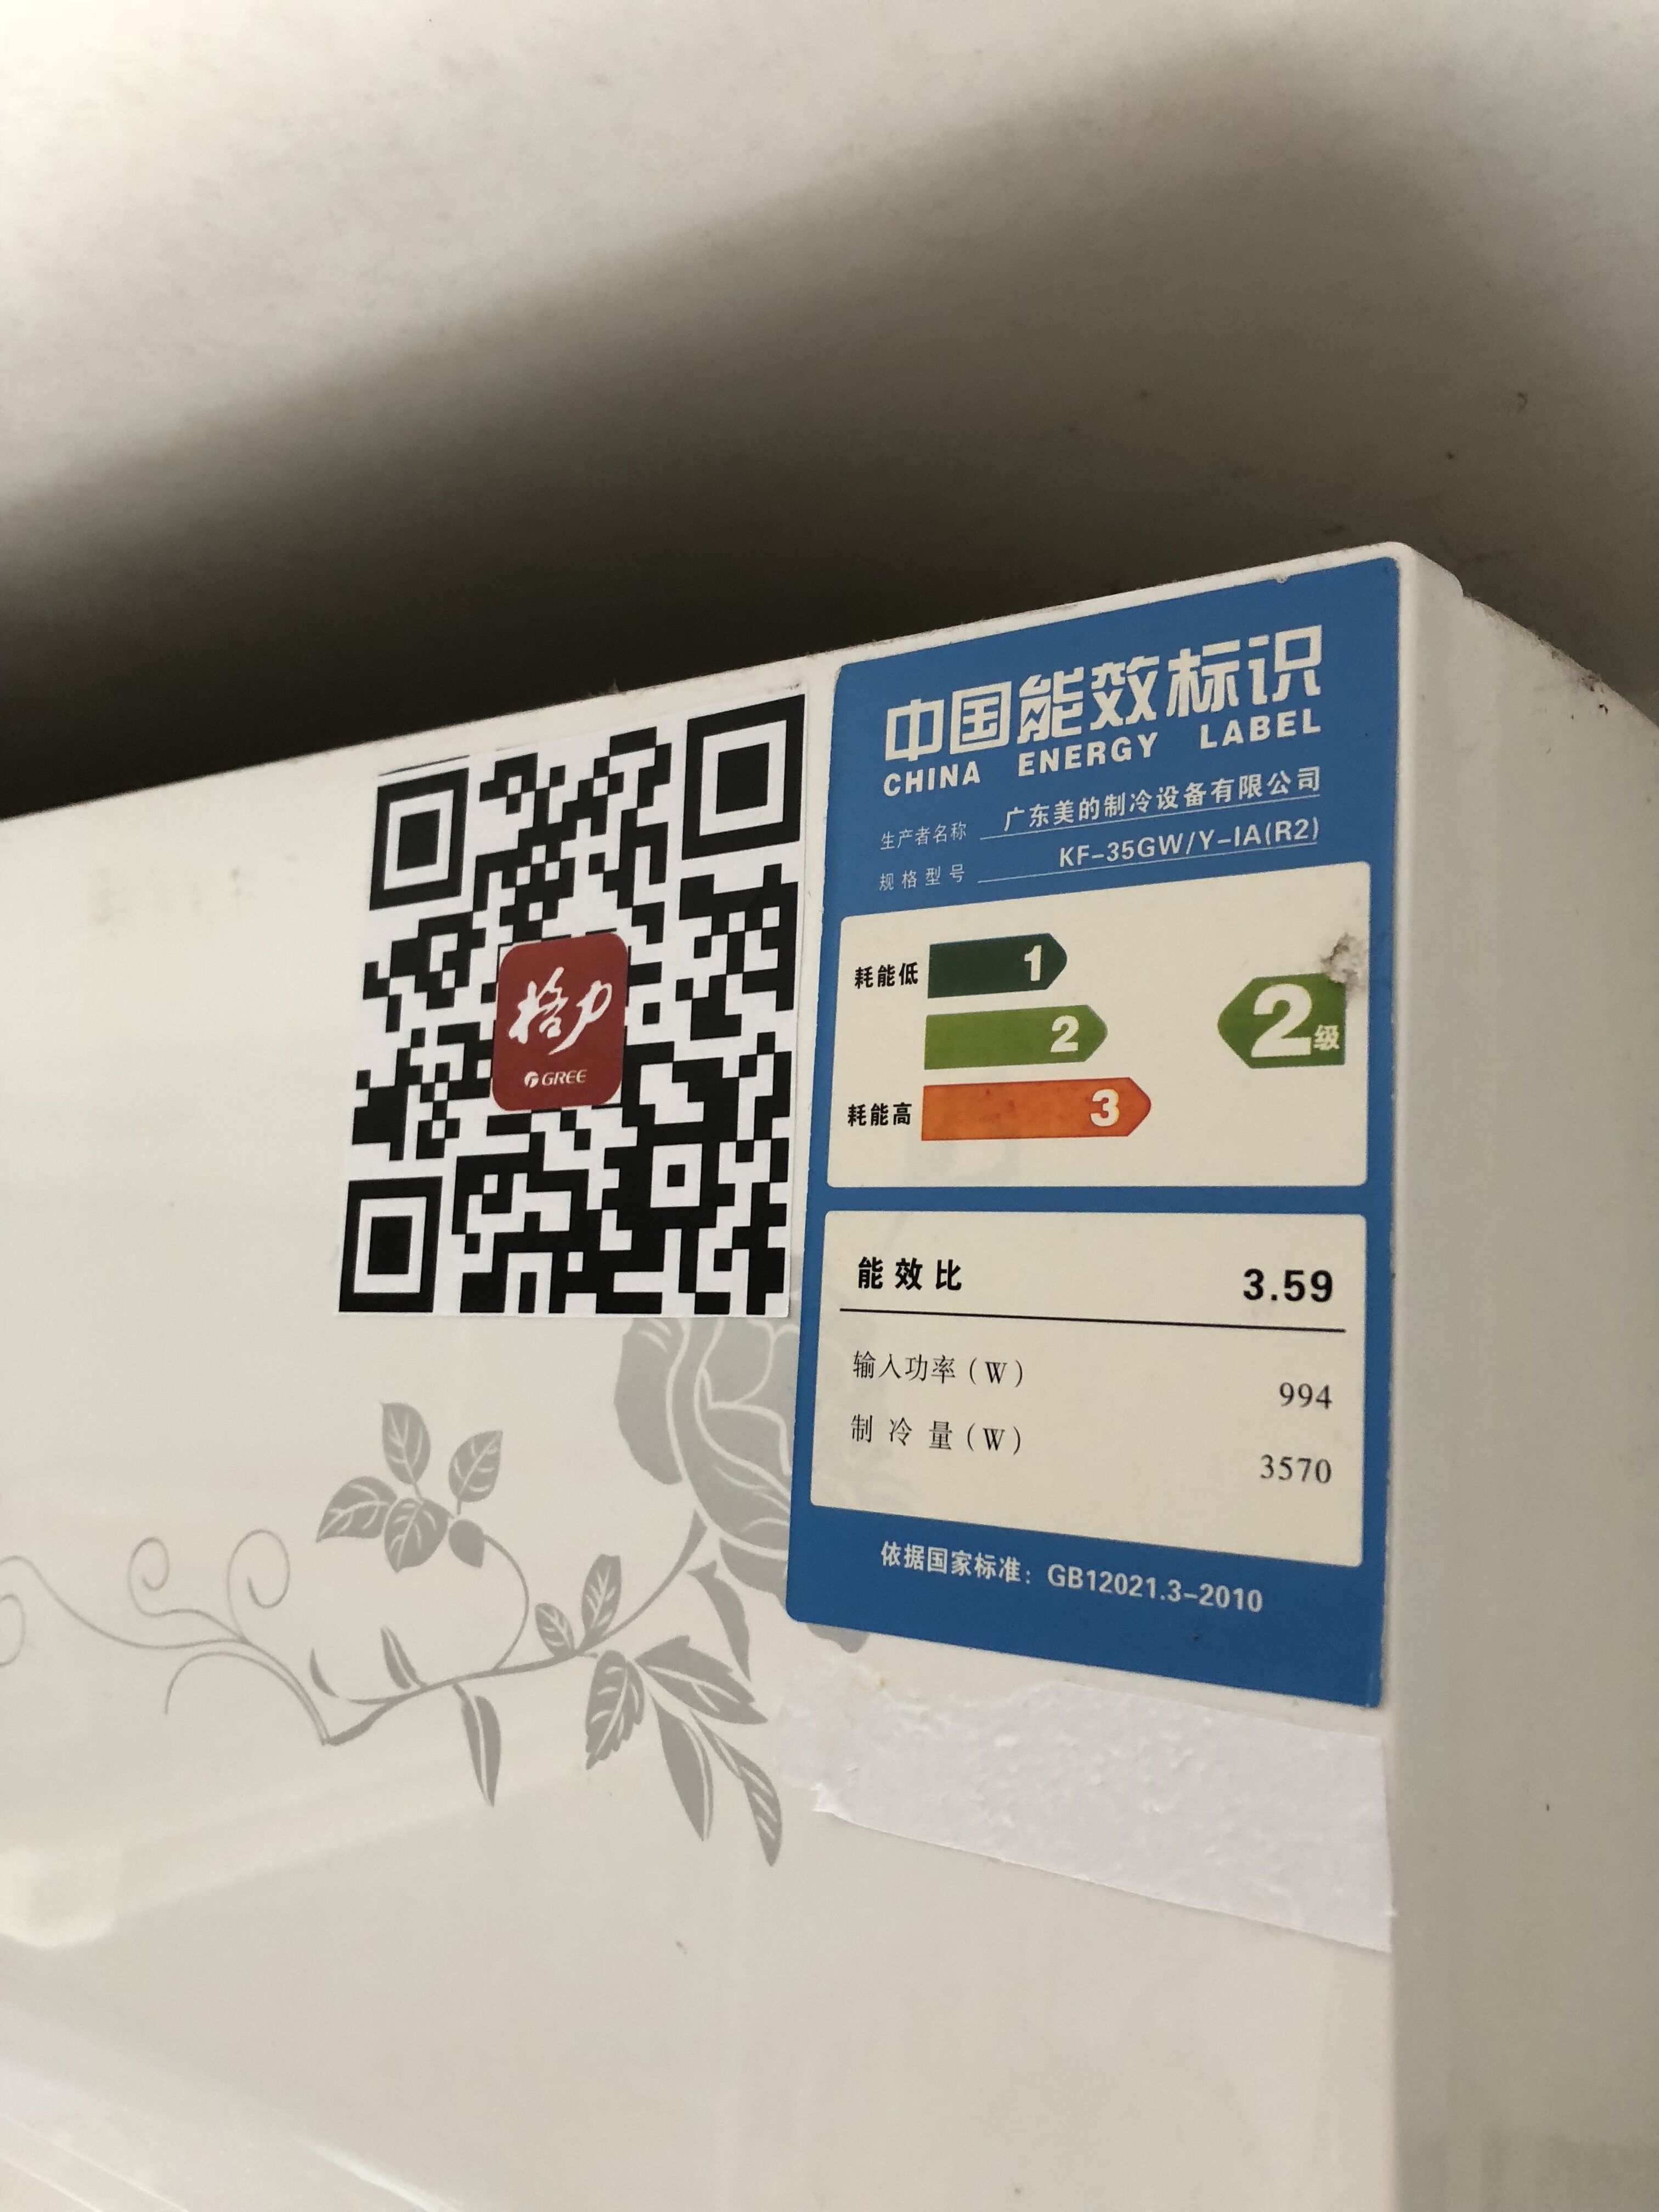 格力
GREE
中国能效标识
CHINA ENERGY LABEL
生产者名称 广东美的制冷设备有限公司
规格型号 KF-35GW/Y-IA(R2)
耗能低 1
2
2级
耗能高 3
能效比 3.59
输入功率(W) 994
制冷量(W) 3570
依据国家标准: GB12021.3-2010